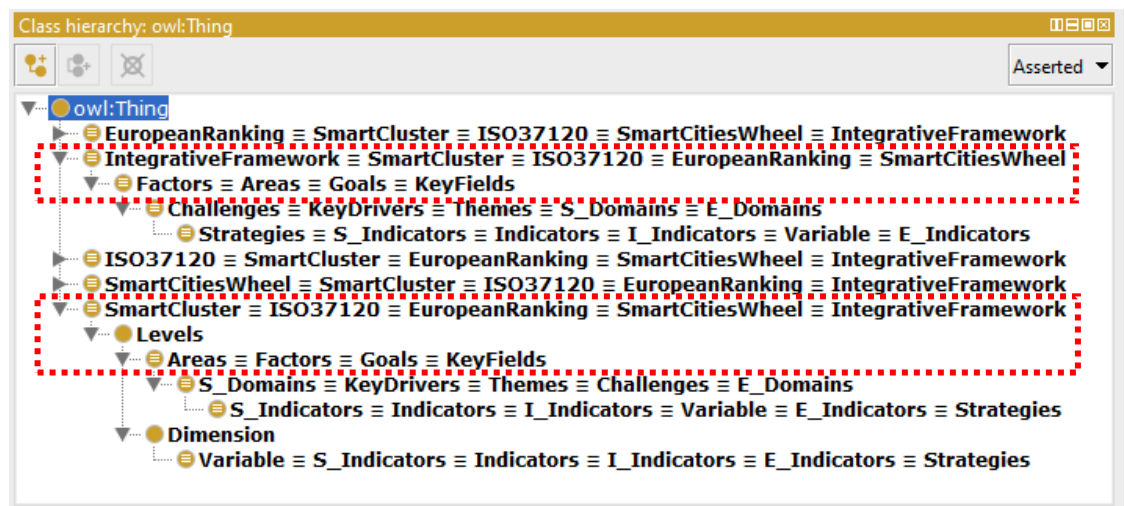 Class hierarchy: owl:Thing
Asserted
owl:Thing
EuropeanRanking ≡ SmartCluster ≡ ISO37120 ≡ SmartCitiesWheel ≡ IntegrativeFramework
IntegrativeFramework ≡ SmartCluster ≡ ISO37120 ≡ EuropeanRanking ≡ SmartCitiesWheel
Factors ≡ Areas ≡ Goals ≡ KeyFields
Challenges ≡ KeyDrivers ≡ Themes ≡ S_Domains ≡ E_Domains
Strategies ≡ S_Indicators ≡ Indicators ≡ I_Indicators ≡ Variable ≡ E_Indicators
ISO37120 ≡ SmartCluster ≡ EuropeanRanking ≡ SmartCitiesWheel ≡ IntegrativeFramework
SmartCitiesWheel ≡ SmartCluster ≡ ISO37120 ≡ EuropeanRanking ≡ IntegrativeFramework
SmartCluster ≡ ISO37120 ≡ EuropeanRanking ≡ SmartCitiesWheel ≡ IntegrativeFramework
Levels
Areas ≡ Factors ≡ Goals ≡ KeyFields
S_Domains ≡ KeyDrivers ≡ Themes ≡ Challenges ≡ E_Domains
S_Indicators ≡ Indicators ≡ I_Indicators ≡ Variable ≡ E_Indicators ≡ Strategies
Dimension
Variable ≡ S_Indicators ≡ Indicators ≡ I_Indicators ≡ E_Indicators ≡ Strategies